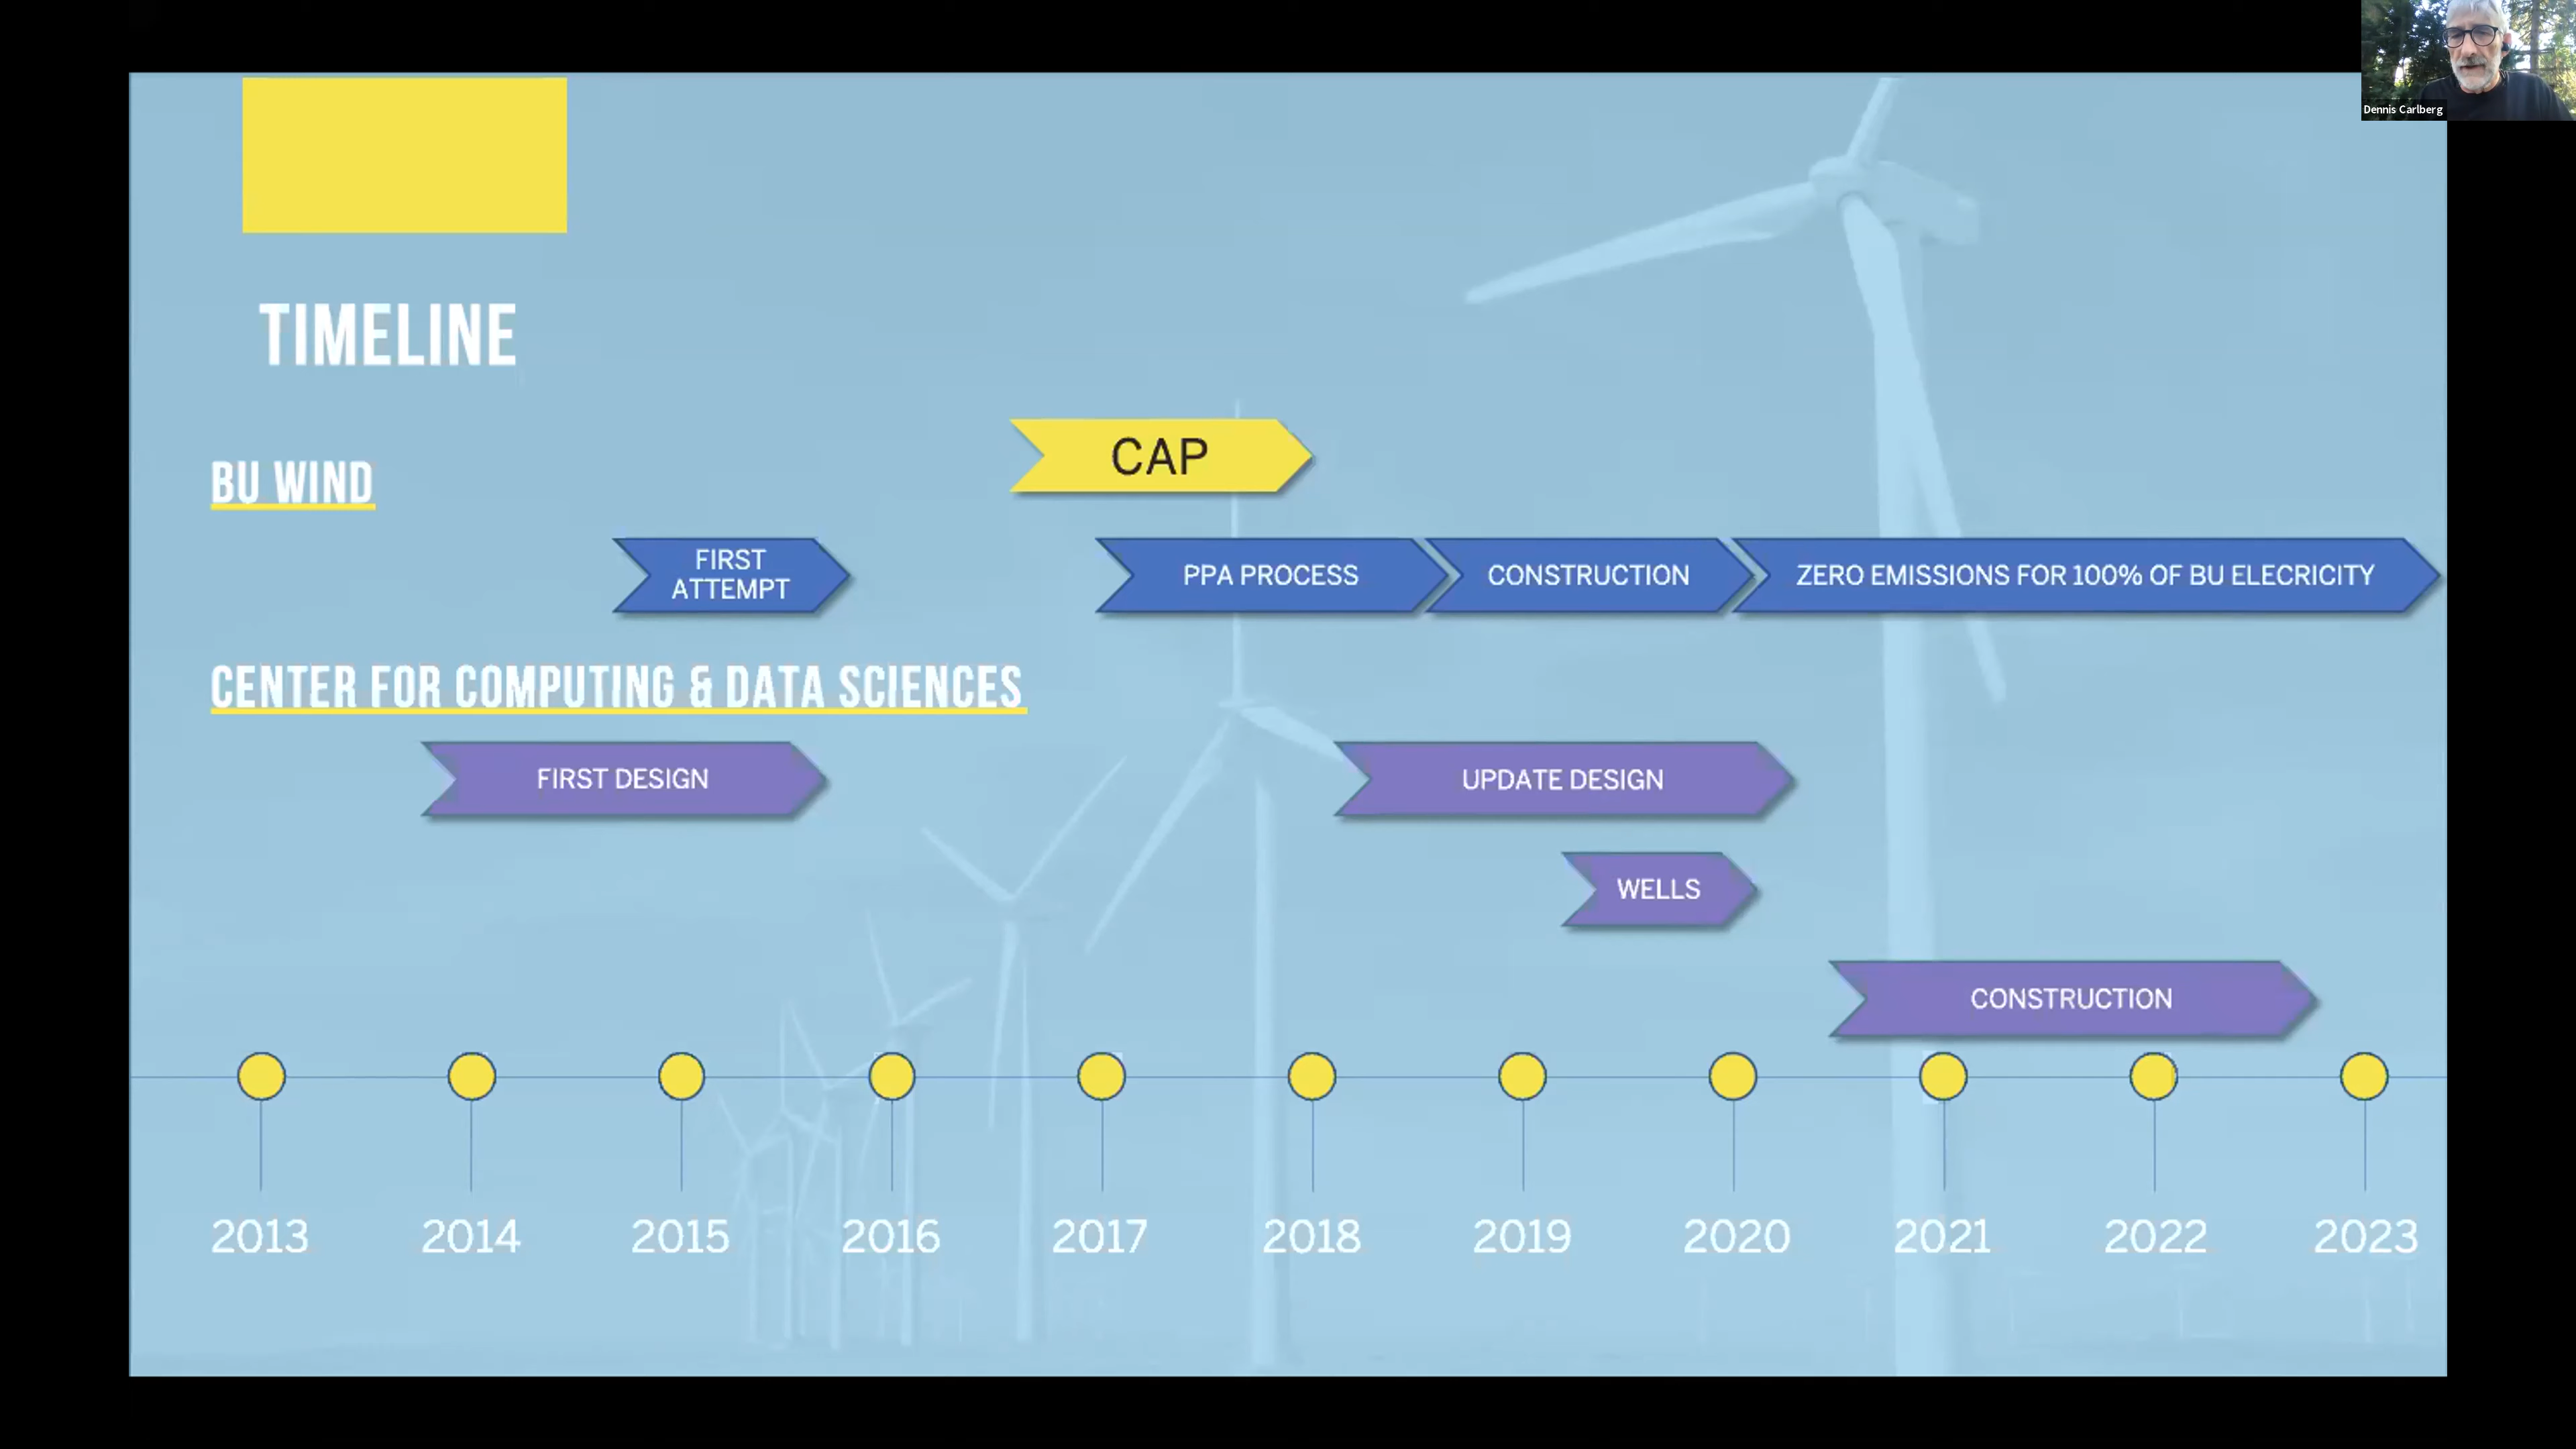 Dennis Carlberg
TIMELINE
CAP
BU WIND
FIRST
ATTEMPT
PPA PROCESS
CONSTRUCTION
ZERO EMISSIONS FOR 100% OF BU ELECRICITY
CENTER FOR COMPUTING & DATA SCIENCES
FIRST DESIGN
UPDATE DESIGN
WELLS
CONSTRUCTION
2013
2014
2015
2016
2017
2018
2019
2020
2021
2022
2023